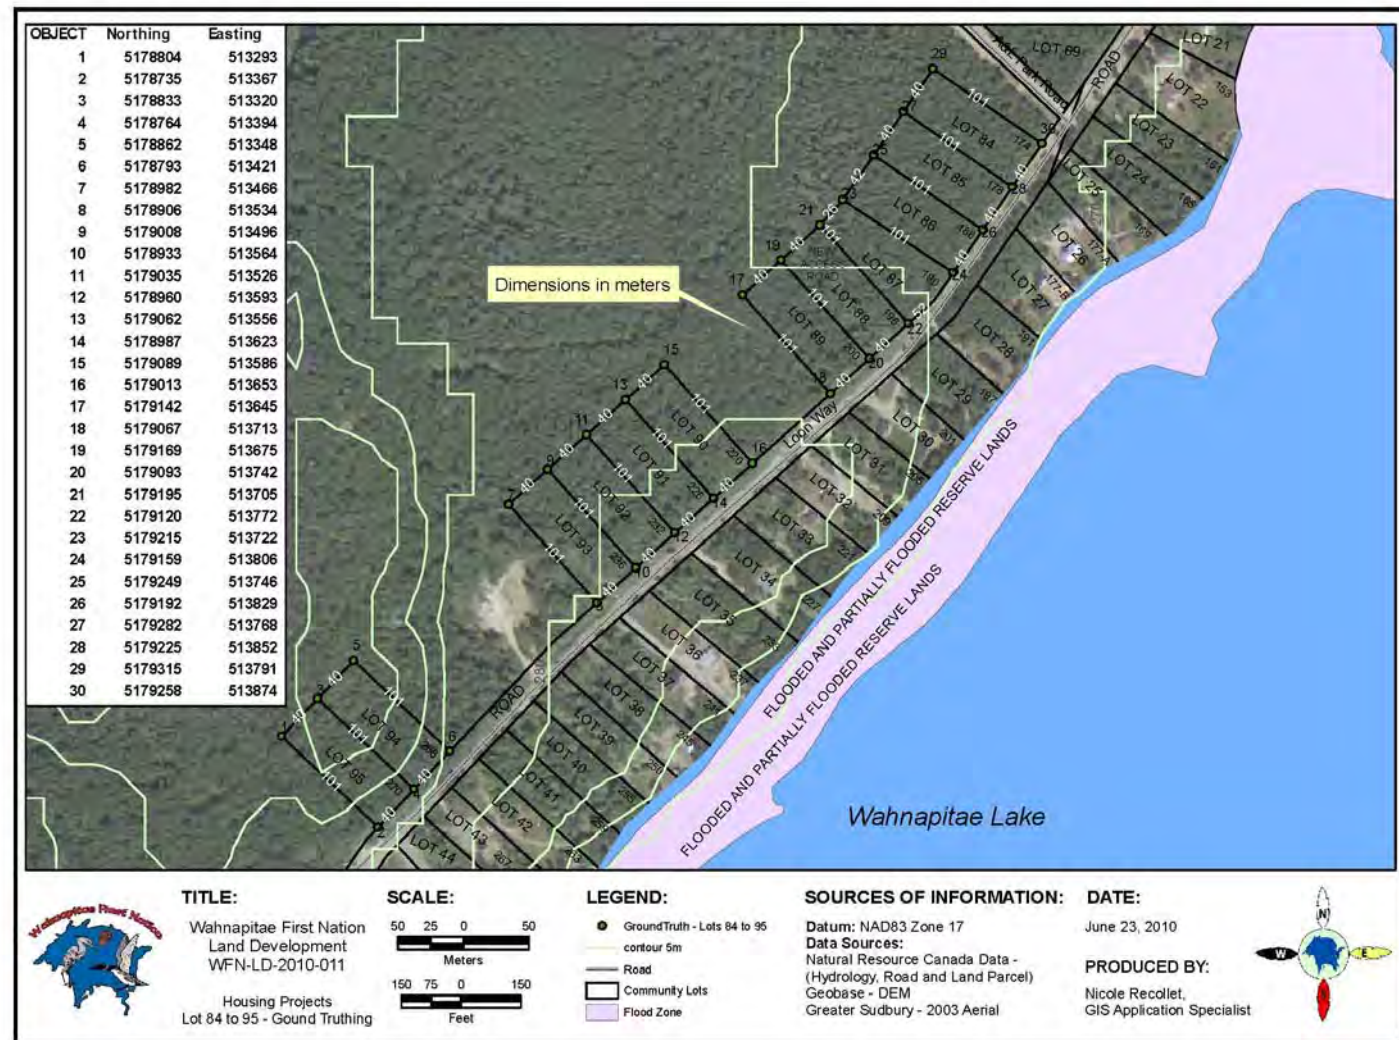 OBJECT Northing Easting
1 5178804 513293
2 5178735 513367
3 5178833 513320
4 5178764 513394
5 5178862 513348
6 5178793 513421
7 5178982 513466
8 5178906 513534
9 5179008 513496
10 5178933 513564
11 5179035 513526
12 5178960 513593
13 5179062 513556
14 5178987 513623
15 5179089 513586
16 5179013 513653
17 5179142 513645
18 5179067 513713
19 5179169 513675
20 5179093 513742
21 5179195 513705
22 5179120 513772
23 5179215 513722
24 5179159 513806
25 5179249 513746
26 5179192 513829
27 5179282 513768
28 5179225 513852
29 5179315 513791
30 5179258 513874
Dimensions in meters
Age Park Road
ROAD
LOT 69
LOT 21
LOT 22
LOT 23
LOT 24
LOT 25
LOT 26
LOT 27
LOT 28
LOT 29
LOT 30
LOT 31
LOT 32
LOT 33
LOT 34
LOT 35
LOT 36
LOT 37
LOT 38
LOT 39
LOT 40
LOT 41
LOT 42
LOT 43
LOT 44
LOT 84
LOT 85
LOT 86
LOT 87
LOT 88
LOT 89
LOT 90
LOT 91
LOT 92
LOT 93
LOT 94
LOT 95
Loon Way
ROAD
FLOODED AND PARTIALLY FLOODED RESERVE LANDS
FLOODED AND PARTIALLY FLOODED RESERVE LANDS
Wahnapitae Lake
Wahnapitae First Nation
TITLE:
Wahnapitae First Nation
Land Development
WFN-LD-2010-011
Housing Projects
Lot 84 to 95 - Gound Truthing
SCALE:
50 25 0 50
Meters
150 75 0 150
Feet
LEGEND:
GroundTruth - Lots 84 to 95
contour 5m
Road
Community Lots
Flood Zone
SOURCES OF INFORMATION:
Datum: NAD83 Zone 17
Data Sources:
Natural Resource Canada Data -
(Hydrology, Road and Land Parcel)
Geobase - DEM
Greater Sudbury - 2003 Aerial
DATE:
June 23, 2010
PRODUCED BY:
Nicole Recollet,
GIS Application Specialist
N
W
E